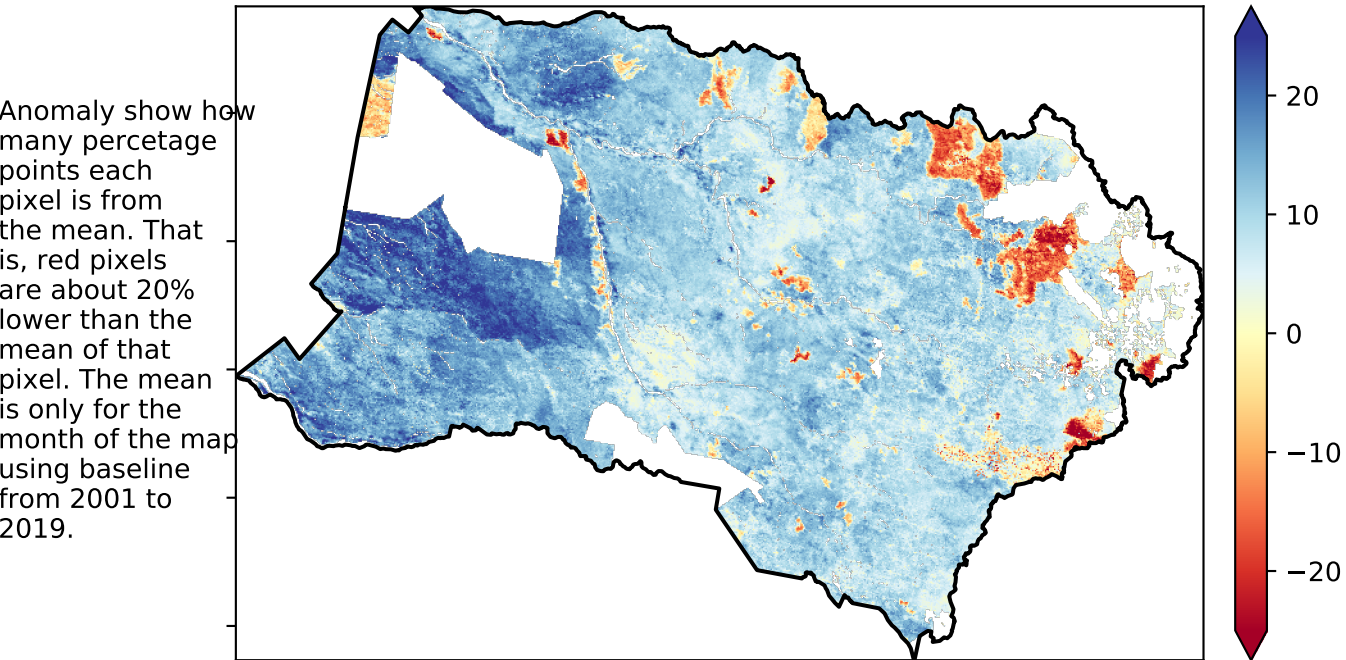 Anomaly show how
many percetage
points each
pixel is from
the mean. That
is, red pixels
are about 20%
lower than the
mean of that
pixel. The mean
is only for the
month of the map
using baseline
from 2001 to
2019.
20
10
0
−10
−20